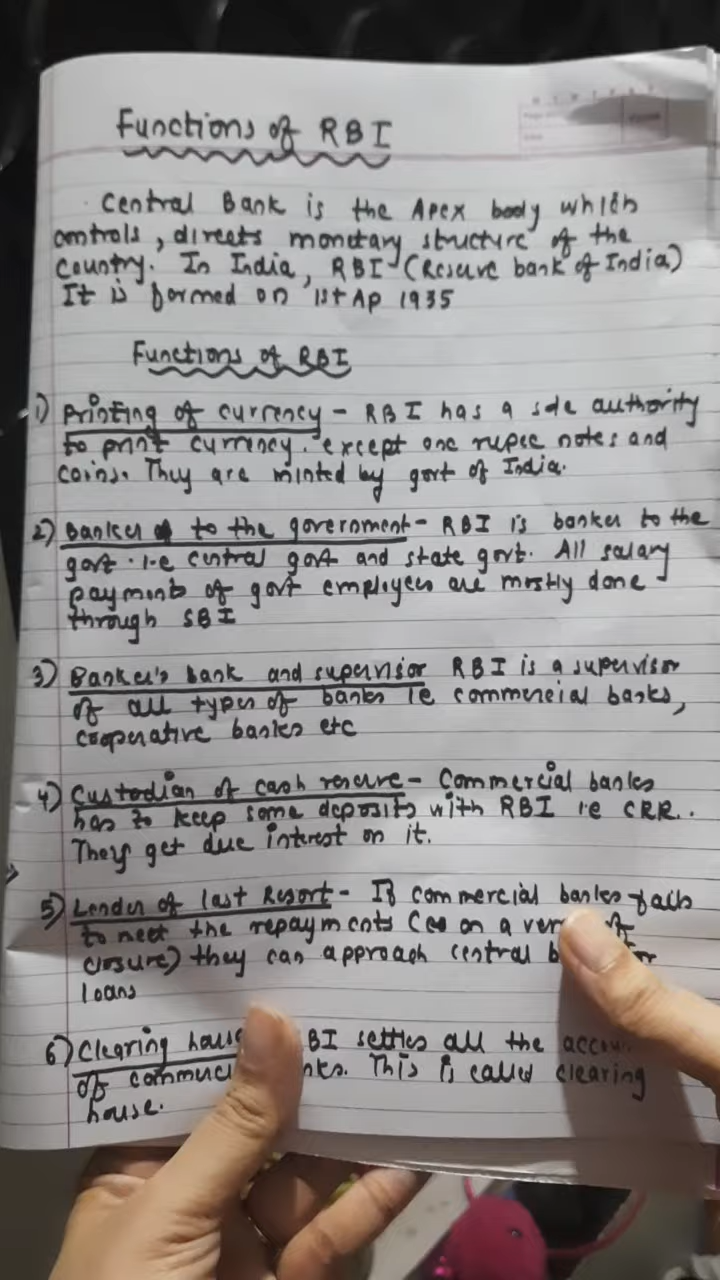 Functions of RBI
Central Bank is the Apex body which
controls, directs monetary structure of the
country. In India, RBI - (Reserve bank of India)
It is formed on 1st Ap 1935
Functions of RBI
1) Printing of currency - RBI has a sole authority
to print currency. except one rupee notes and
coins. They are minted by govt of India.
2) Banker to the government - RBI is banker to the
govt. i.e central govt and state govt. All salary
payments of govt employees are mostly done
through SBI
3) Banker's bank and supervisor RBI is a supervisor
of all types of banks ie commercial banks,
cooperative banks etc
4) Custodian of cash reserve - Commercial banks
has to keep some deposits with RBI ie CRR..
They get due interest on it.
5) Lender of last Resort - If commercial banks fails
to meet the repayments ( on a of
closure) they can approach central
loans
6) Clearing BI settles all the
of This is called clearing
house.